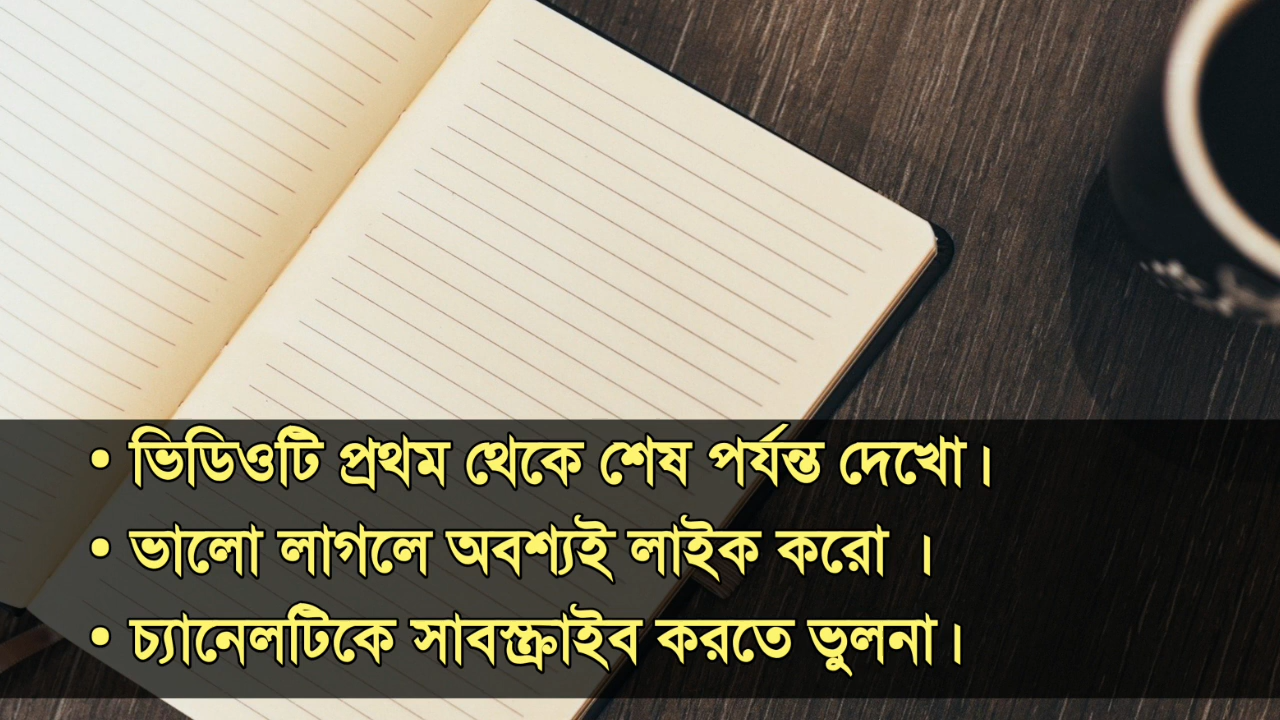 • ভিডিওটি প্রথম থেকে শেষ পর্যন্ত দেখো।
• ভালো লাগলে অবশ্যই লাইক করো ।
• চ্যানেলটিকে সাবস্ক্রাইব করতে ভুলনা।